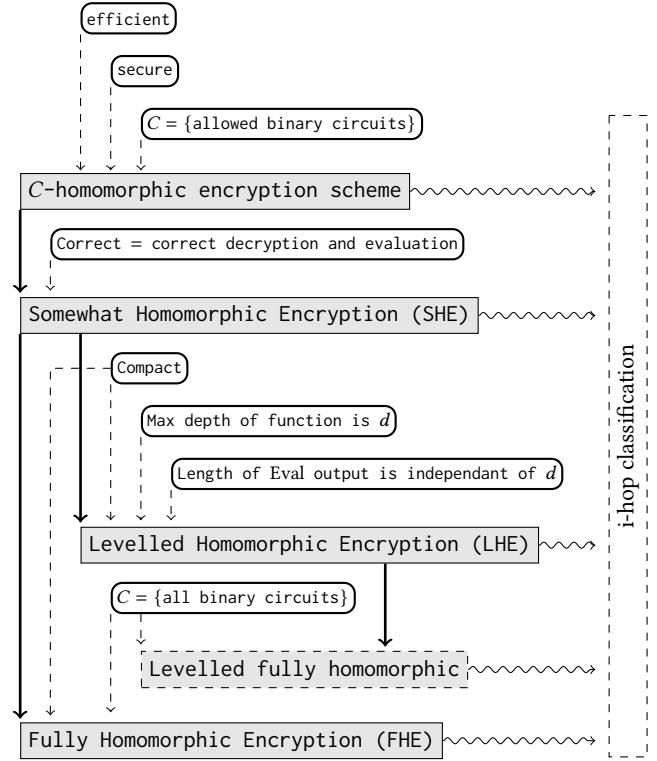 efficient
secure
C = {allowed binary circuits}
C-homomorphic encryption scheme
Correct = correct decryption and evaluation
Somewhat Homomorphic Encryption (SHE)
Compact
Max depth of function is d
Length of Eval output is independant of d
Levelled Homomorphic Encryption (LHE)
C = {all binary circuits}
Levelled fully homomorphic
Fully Homomorphic Encryption (FHE)
i-hop classification